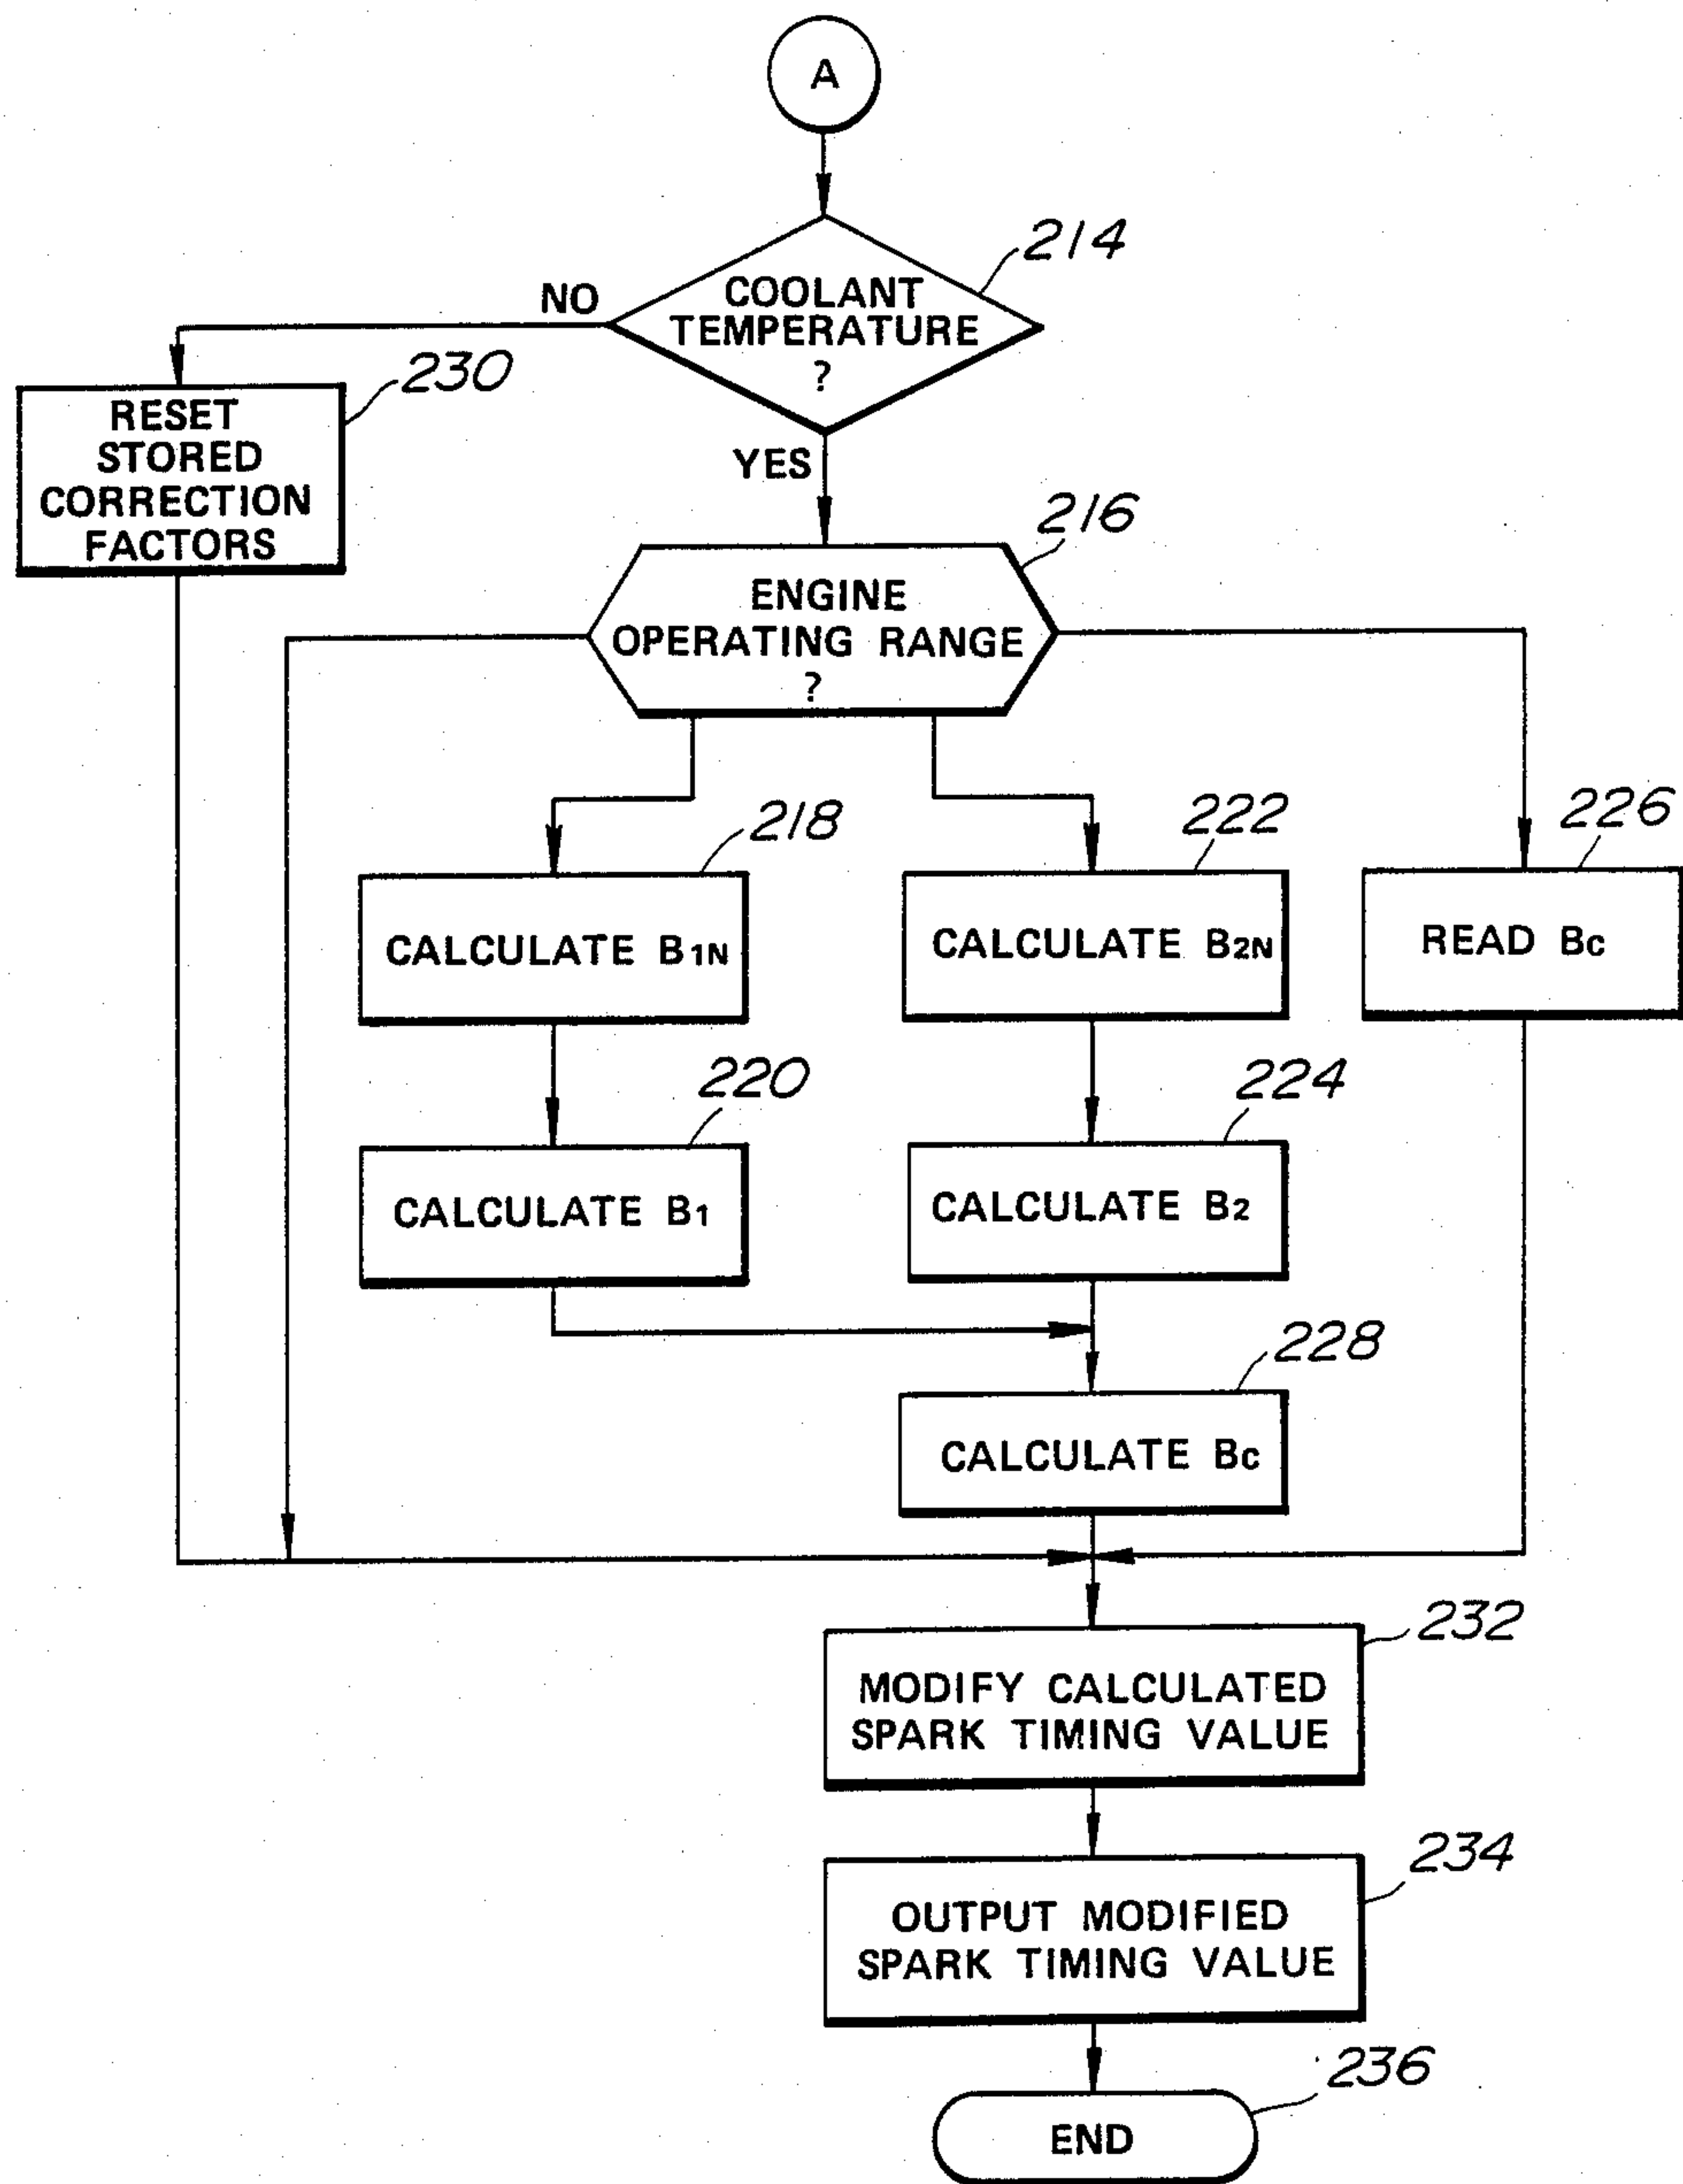 A
214
NO
COOLANT
TEMPERATURE
?
230
RESET
STORED
CORRECTION
FACTORS
YES
216
ENGINE
OPERATING RANGE
?
218
222
226
CALCULATE B1N
CALCULATE B2N
READ Bc
220
224
CALCULATE B1
CALCULATE B2
228
CALCULATE Bc
232
MODIFY CALCULATED
SPARK TIMING VALUE
234
OUTPUT MODIFIED
SPARK TIMING VALUE
236
END